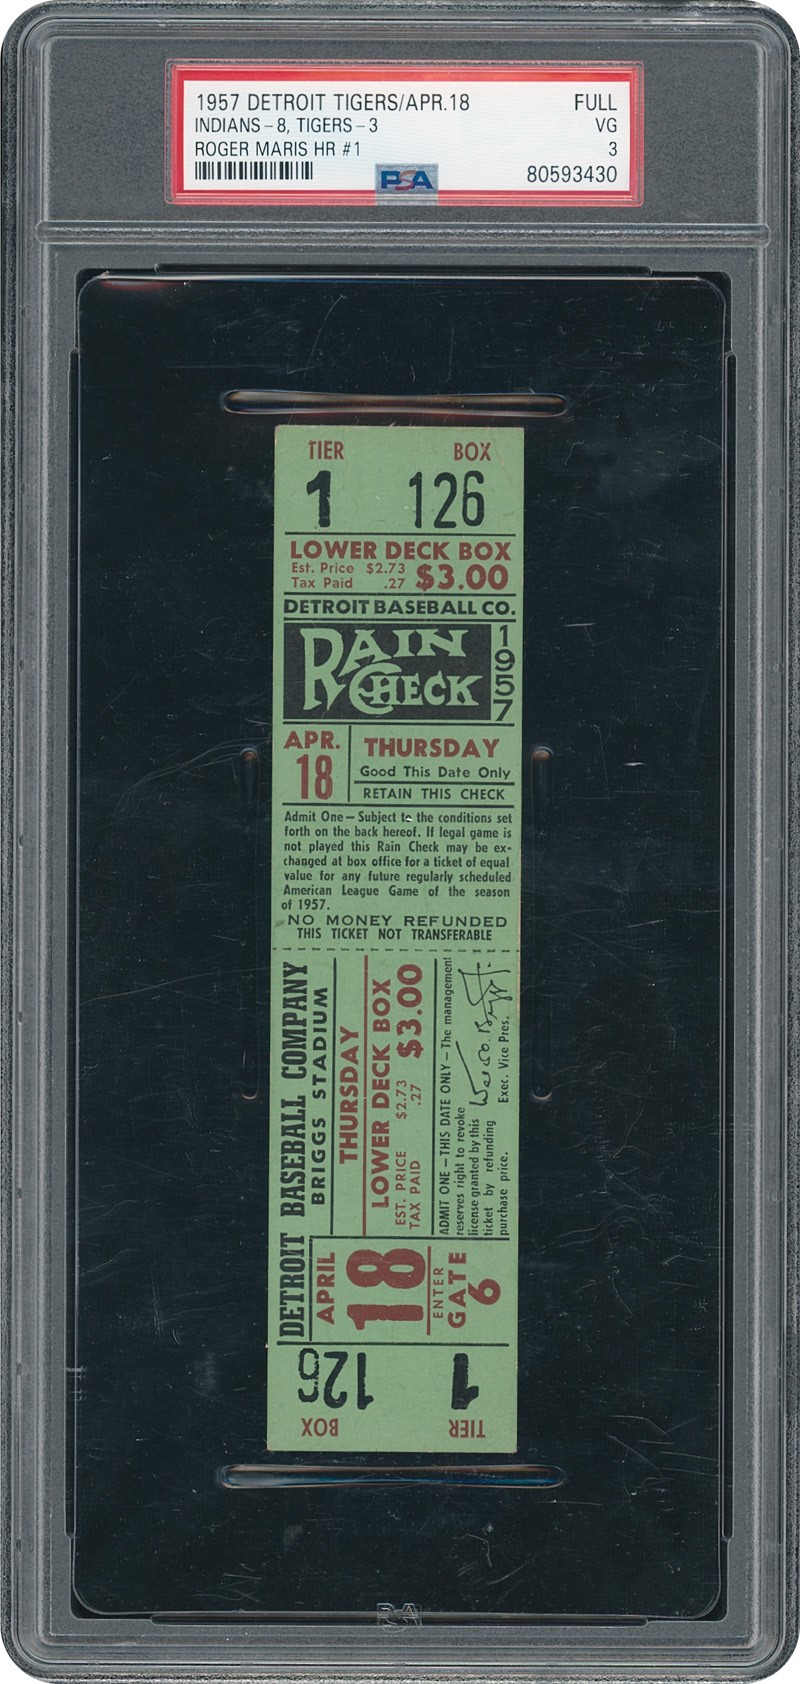 1957 DETROIT TIGERS/APR.18 FULL
INDIANS-8, TIGERS-3 VG
ROGER MARIS HR #1 3
PSA 80593430
TIER BOX
1 126
LOWER DECK BOX
Est. Price $2.73
Tax Paid .27 $3.00
DETROIT BASEBALL CO.
RAIN CHECK 1957
APR. 18
THURSDAY
Good This Date Only
RETAIN THIS CHECK
Admit One — Subject to the conditions set
forth on the back hereof. If legal game is
not played this Rain Check may be ex-
changed at box office for a ticket of equal
value for any future regularly scheduled
American League Game of the season
of 1957.
NO MONEY REFUNDED
THIS TICKET NOT TRANSFERABLE
DETROIT BASEBALL COMPANY
BRIGGS STADIUM
THURSDAY
LOWER DECK BOX
EST. PRICE $2.73
TAX PAID .27 $3.00
ADMIT ONE — THIS DATE ONLY — The management
reserves right to revoke
license granted by this
ticket by refunding
purchase price.
Exec. Vice Pres.
APRIL
18
ENTER
GATE
6
126 1
BOX TIER
PSA